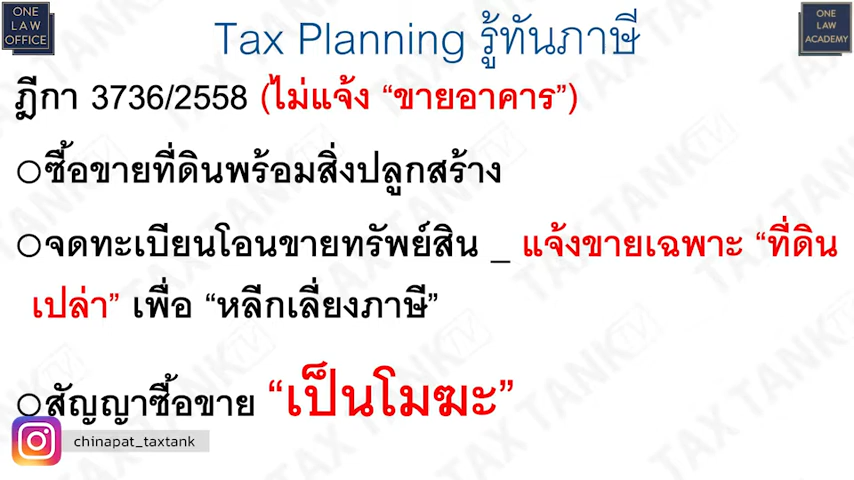 ONE
LAW
OFFICE
Tax Planning รู้ทันภาษี
ONE
LAW
ACADEMY
ฎีกา 3736/2558 (ไม่แจ้ง “ขายอาคาร”)
○ซื้อขายที่ดินพร้อมสิ่งปลูกสร้าง
○จดทะเบียนโอนขายทรัพย์สิน _ แจ้งขายเฉพาะ “ที่ดิน
เปล่า” เพื่อ “หลีกเลี่ยงภาษี”
○สัญญาซื้อขาย “เป็นโมฆะ”
chinapat_taxtank
TAX TANK TV